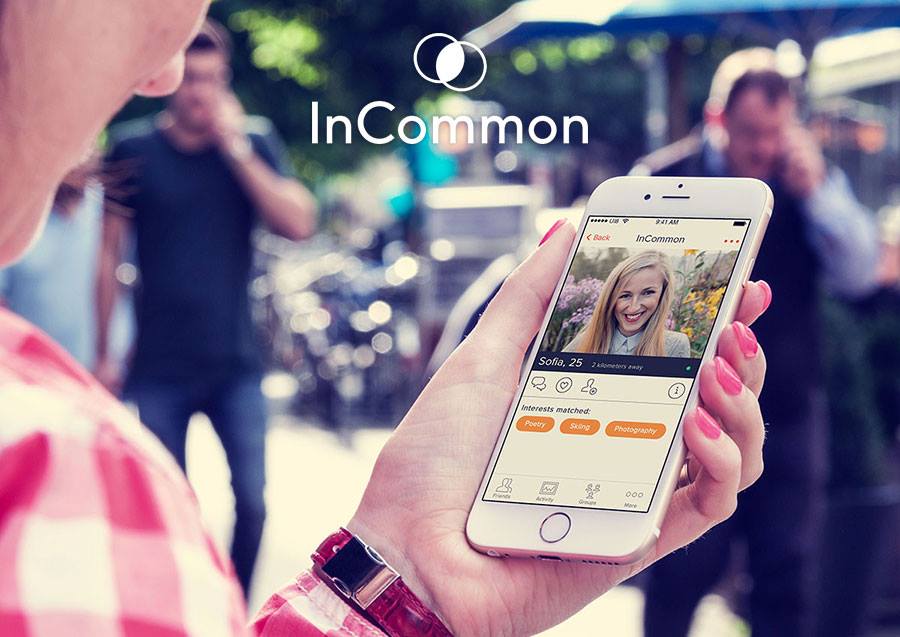 InCommon
UI8 9:41 AM
Back InCommon
Sofia, 25 2 kilometers away
Interests matched:
Poetry Skiing Photography
Friends Activity Groups More